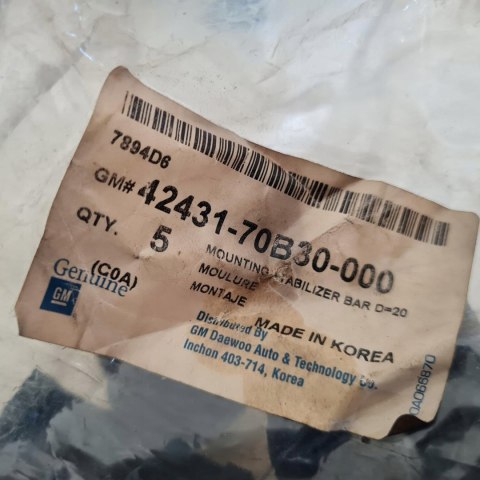 7894D6
GM# 42431-70B30-000
QTY. 5
MOUNTING STABILIZER BAR D=20
MOULURE
MONTAJE
(C0A)
Genuine
GM
MADE IN KOREA
Distributed By
GM Daewoo Auto & Technology Co.
Inchon 403-714, Korea